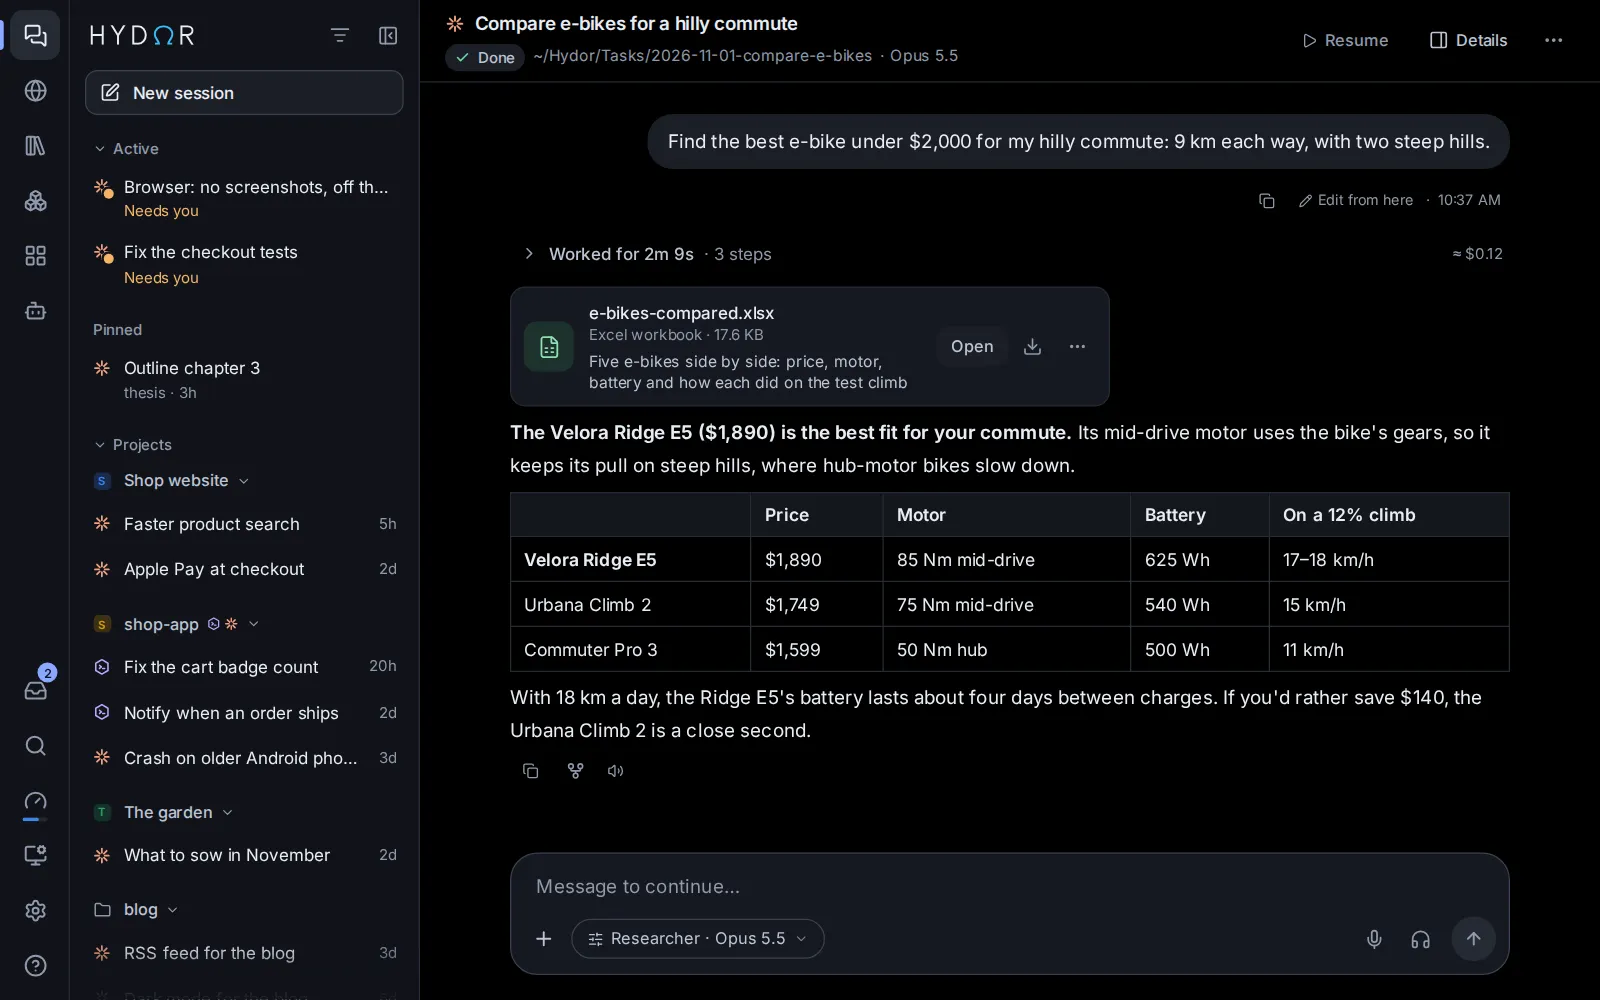 HYDΩR
New session
Active
Browser: no screenshots, off th...
Needs you
Fix the checkout tests
Needs you
Pinned
Outline chapter 3
thesis · 3h
Projects
S Shop website
Faster product search 5h
Apple Pay at checkout 2d
S shop-app
Fix the cart badge count 20h
Notify when an order ships 2d
Crash on older Android pho... 3d
T The garden
What to sow in November 2d
blog
RSS feed for the blog 3d
2
Compare e-bikes for a hilly commute
Done ~/Hydor/Tasks/2026-11-01-compare-e-bikes · Opus 5.5
Resume Details
Find the best e-bike under $2,000 for my hilly commute: 9 km each way, with two steep hills.
Edit from here · 10:37 AM
Worked for 2m 9s · 3 steps ≈ $0.12
e-bikes-compared.xlsx
Excel workbook · 17.6 KB
Five e-bikes side by side: price, motor,
battery and how each did on the test climb
Open
The Velora Ridge E5 ($1,890) is the best fit for your commute. Its mid-drive motor uses the bike's gears, so it
keeps its pull on steep hills, where hub-motor bikes slow down.
Price Motor Battery On a 12% climb
Velora Ridge E5 $1,890 85 Nm mid-drive 625 Wh 17–18 km/h
Urbana Climb 2 $1,749 75 Nm mid-drive 540 Wh 15 km/h
Commuter Pro 3 $1,599 50 Nm hub 500 Wh 11 km/h
With 18 km a day, the Ridge E5's battery lasts about four days between charges. If you'd rather save $140, the
Urbana Climb 2 is a close second.
Message to continue...
Researcher · Opus 5.5